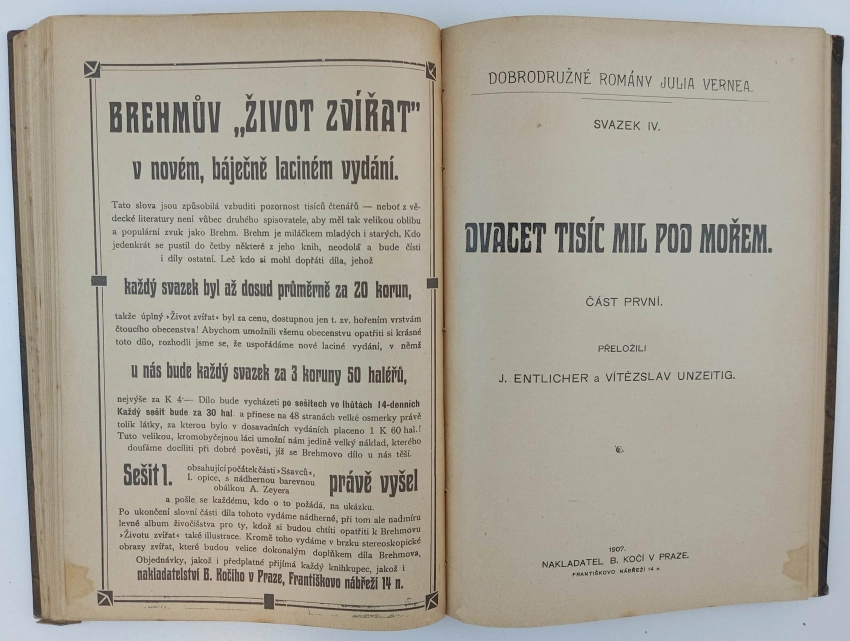 BREHMŮV „ŽIVOT ZVÍŘAT"
v novém, báječně laciném vydání.
Tato slova jsou způsobilá vzbuditi pozornost tisíců čtenářů — neboť z vě-
decké literatury není vůbec druhého spisovatele, aby měl tak velikou oblibu
a populární zvuk jako Brehm. Brehm je miláčkem mladých i starých. Kdo
jedenkrát se pustil do četby některé z jeho knih, neodolá a bude čísti
i díly ostatní. Leč kdo si mohl dopřáti díla, jehož
každý svazek byl až dosud průměrně za 20 korun,
takže úplný »Život zvířat« byl za cenu, dostupnou jen t. zv. hořením vrstvám
čtoucího obecenstva! Abychom umožnili všemu obecenstvu opatřiti si krásné
toto dílo, rozhodli jsme se, že uspořádáme nové laciné vydání, v němž
u nás bude každý svazek za 3 koruny 50 haléřů,
nejvýše za K 4·— Dílo bude vycházeti po sešitech ve lhůtách 14-denních
Každý sešit bude za 30 hal. a přinese na 48 stranách velké osmerky právě
tolik látky, za kterou bylo v dosavadních vydáních placeno 1 K 60 hal.!
Tuto velikou, kromobyčejnou láci umožní nám jedině velký náklad, kterého
doufáme docíliti při dobré pověsti, jíž se Brehmovo dílo u nás těší.
Sešit 1. obsahující počátek části »Ssavců«,
I. opice, s nádhernou barevnou
obálkou A. Zeyera
právě vyšel
a pošle se každému, kdo o to požádá, na ukázku.
Po ukončení slovní části díla tohoto vydáme nádherné, při tom ale nadmíru
levné album živočišstva pro ty, kdož si budou chtíti opatřiti k Brehmovu
»Životu zvířat« také illustrace. Kromě toho vydáme v brzku stereoskopické
obrazy zvířat, které budou velice dokonalým doplňkem díla Brehmova.
Objednávky, jakož i předplatné přijímá každý knihkupec, jakož i
nakladatelství B. Kočího v Praze, Františkovo nábřeží 14 n.
DOBRODRUŽNÉ ROMÁNY JULIA VERNEA.
SVAZEK IV.
DVACET TISÍC MIL POD MOŘEM.
ČÁST PRVNÍ.
PŘELOŽILI
J. ENTLICHER a VÍTĚZSLAV UNZEITIG.
1907.
NAKLADATEL B. KOČÍ V PRAZE.
FRANTIŠKOVO NÁBŘEŽÍ 14 n.